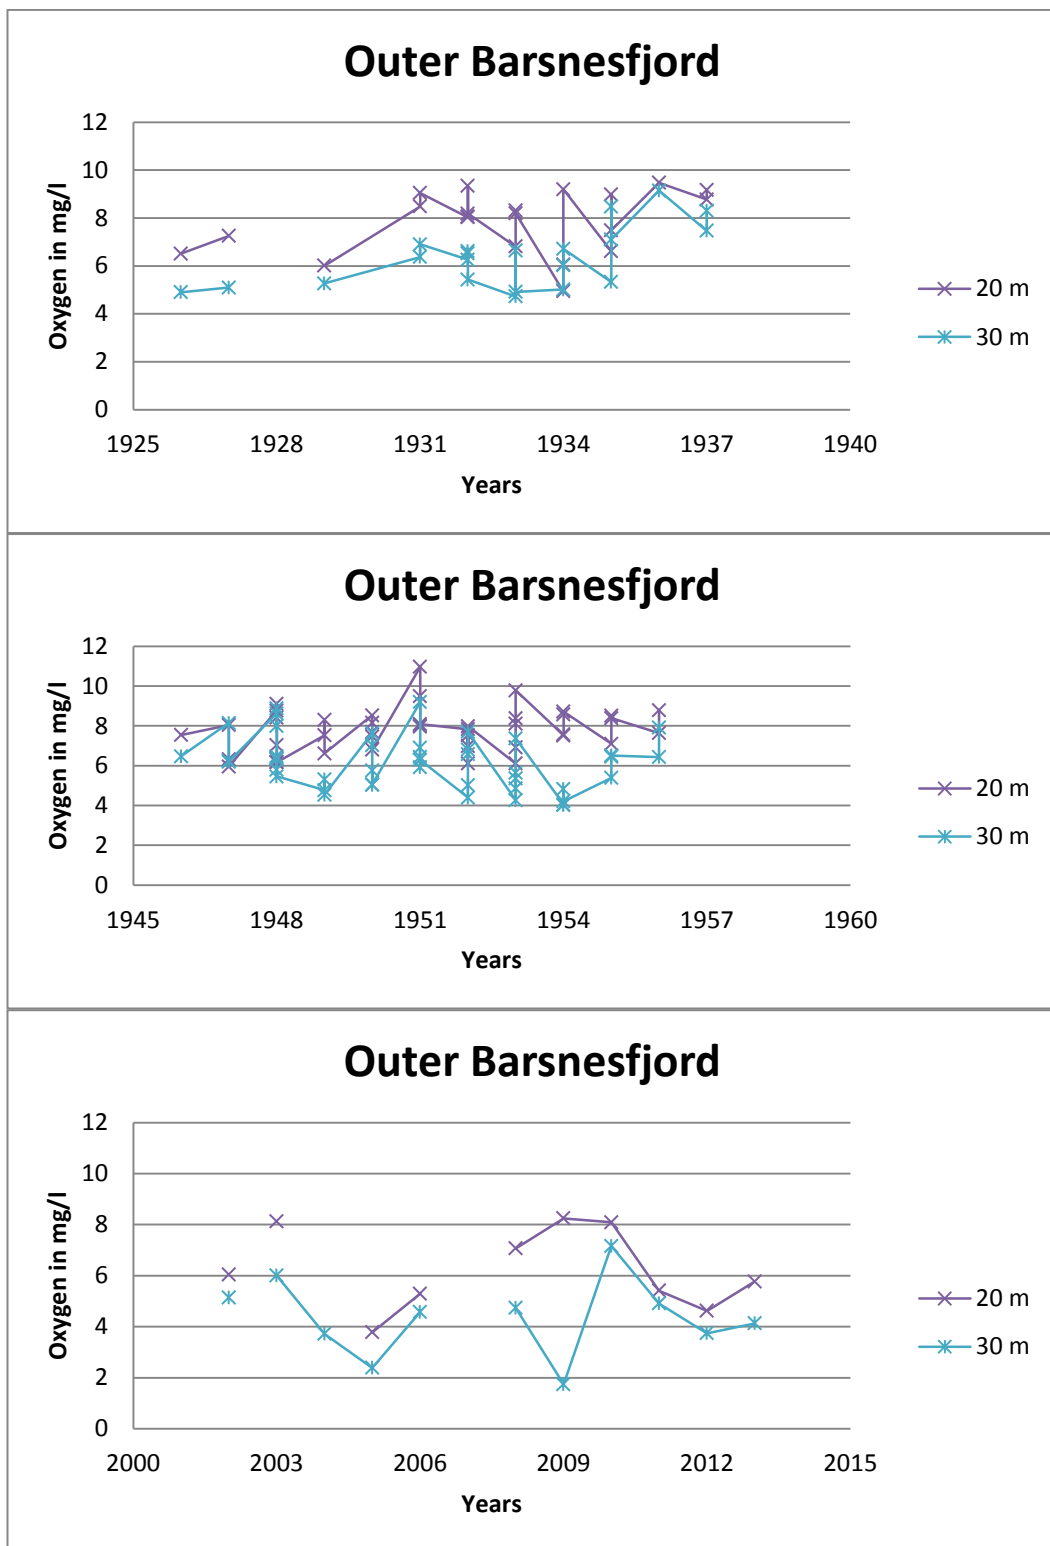 Outer Barsnesfjord
12
10
8
6
4
2
0
Oxygen in mg/l
1925 1928 1931 1934 1937 1940
Years
20 m
30 m
Outer Barsnesfjord
12
10
8
6
4
2
0
Oxygen in mg/l
1945 1948 1951 1954 1957 1960
Years
20 m
30 m
Outer Barsnesfjord
12
10
8
6
4
2
0
Oxygen in mg/l
2000 2003 2006 2009 2012 2015
Years
20 m
30 m